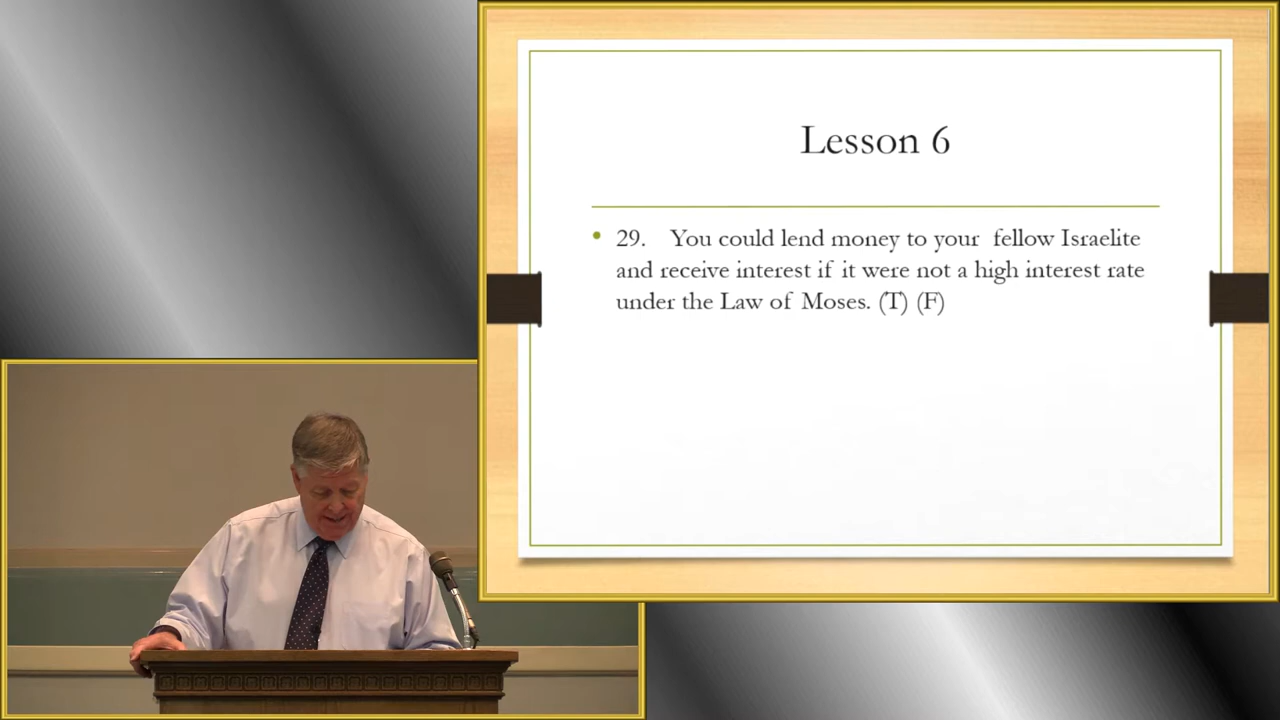 Lesson 6
29. You could lend money to your fellow Israelite
and receive interest if it were not a high interest rate
under the Law of Moses. (T) (F)